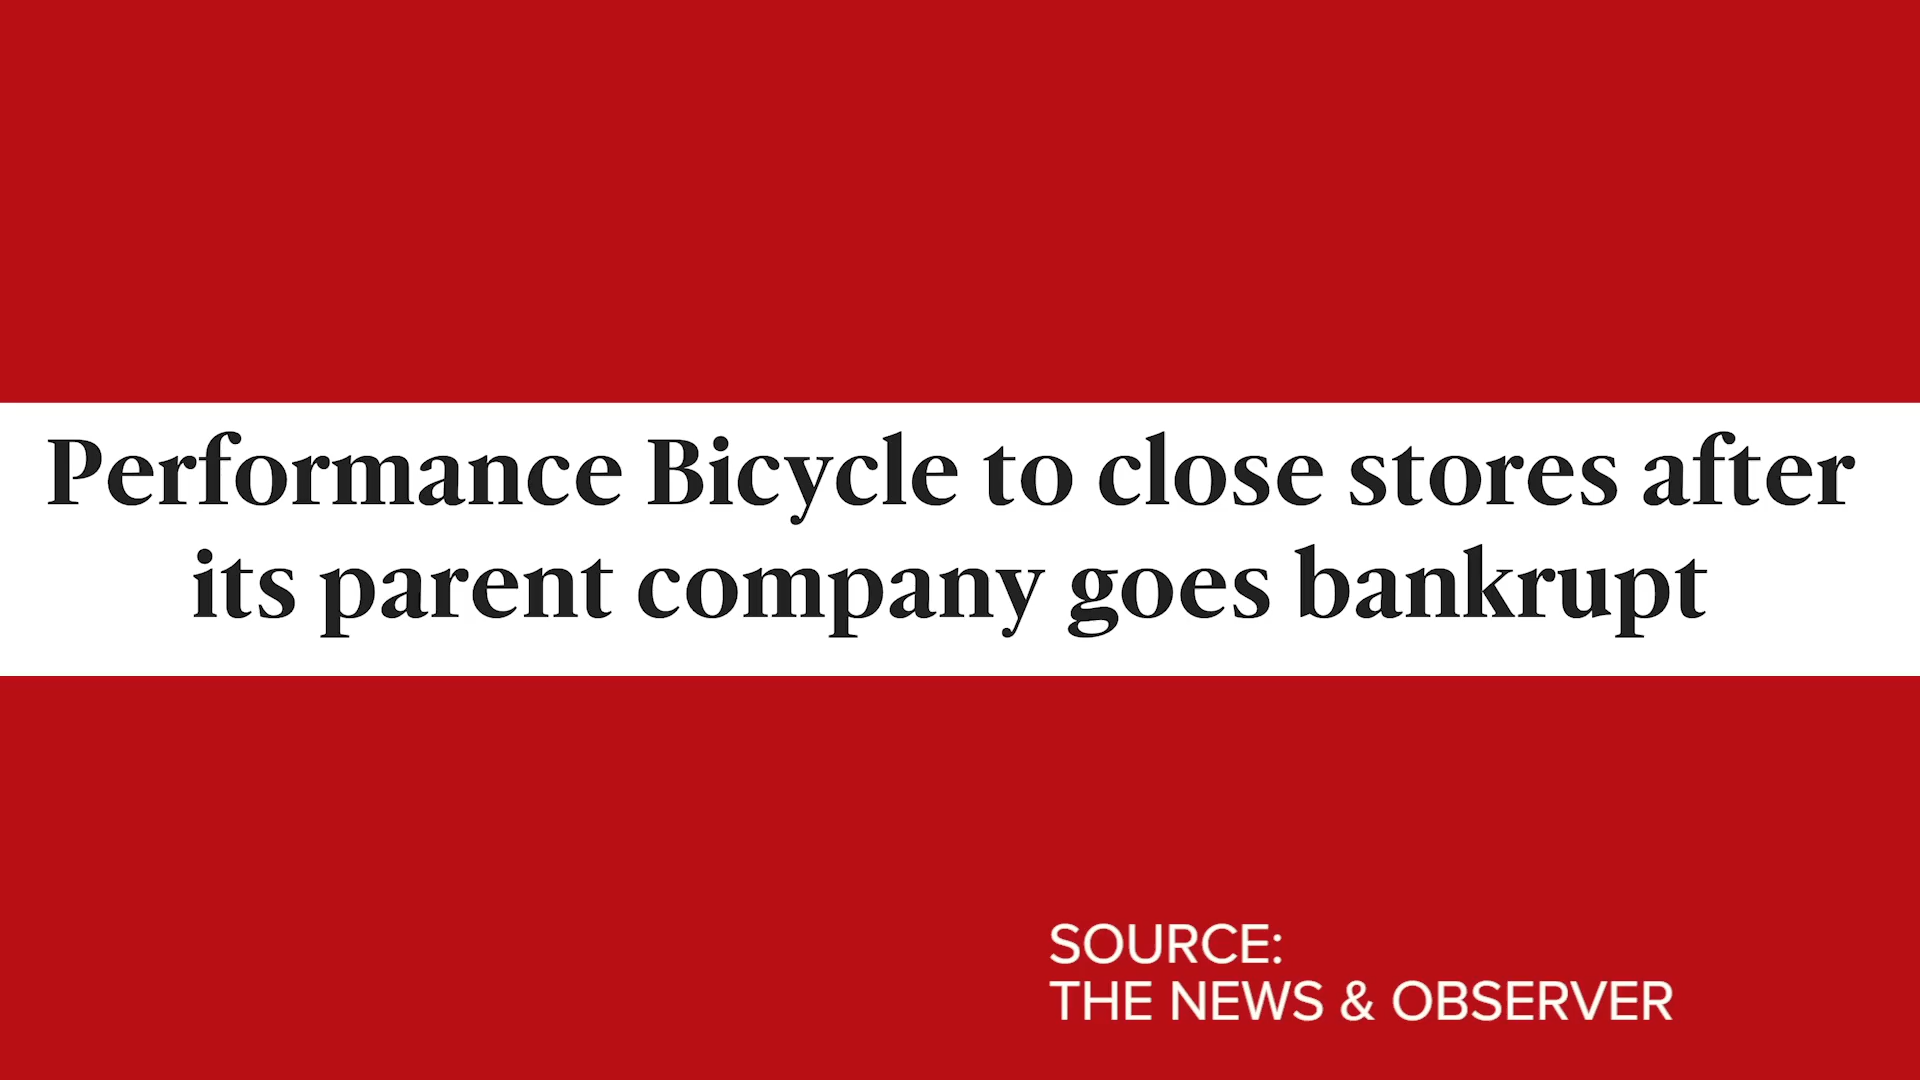 Performance Bicycle to close stores after
its parent company goes bankrupt
SOURCE:
THE NEWS & OBSERVER